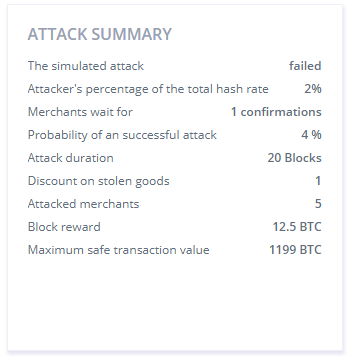 ATTACK SUMMARY
The simulated attack failed
Attacker's percentage of the total hash rate 2%
Merchants wait for 1 confirmations
Probability of an successful attack 4 %
Attack duration 20 Blocks
Discount on stolen goods 1
Attacked merchants 5
Block reward 12.5 BTC
Maximum safe transaction value 1199 BTC